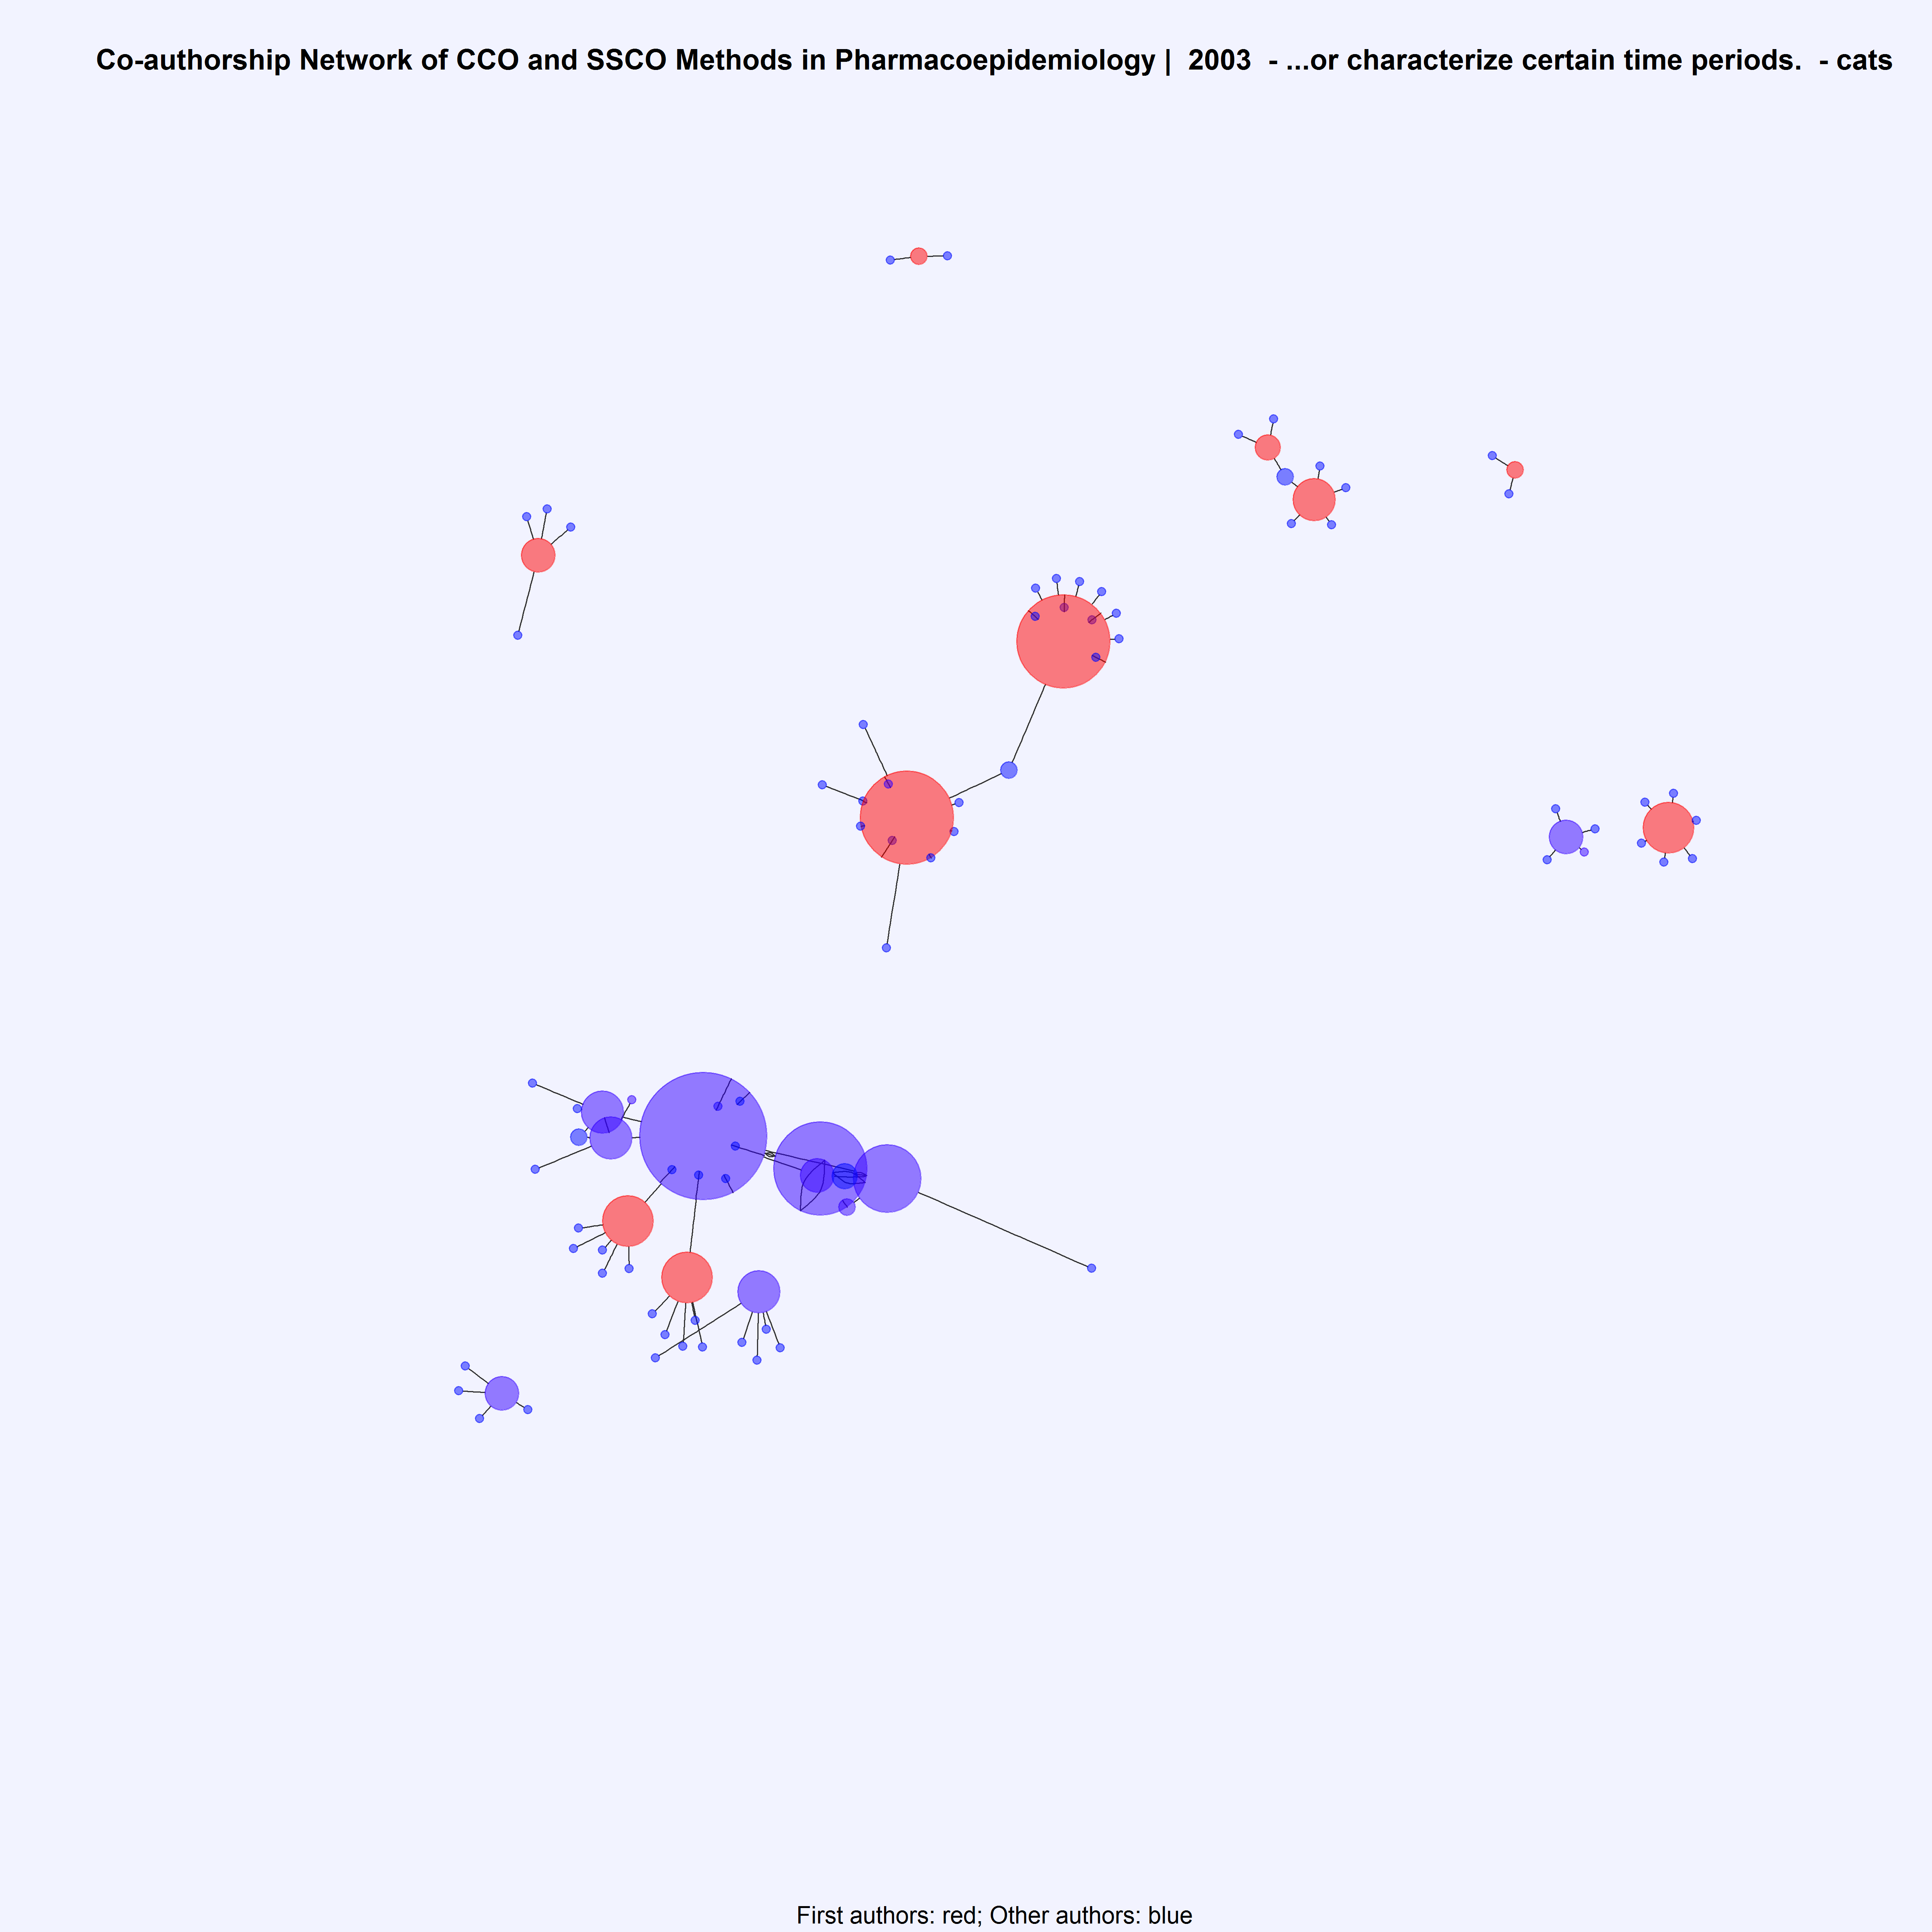 Co-authorship Network of CCO and SSCO Methods in Pharmacoepidemiology |  2003  - ...or characterize certain time periods.  - cats
First authors: red; Other authors: blue